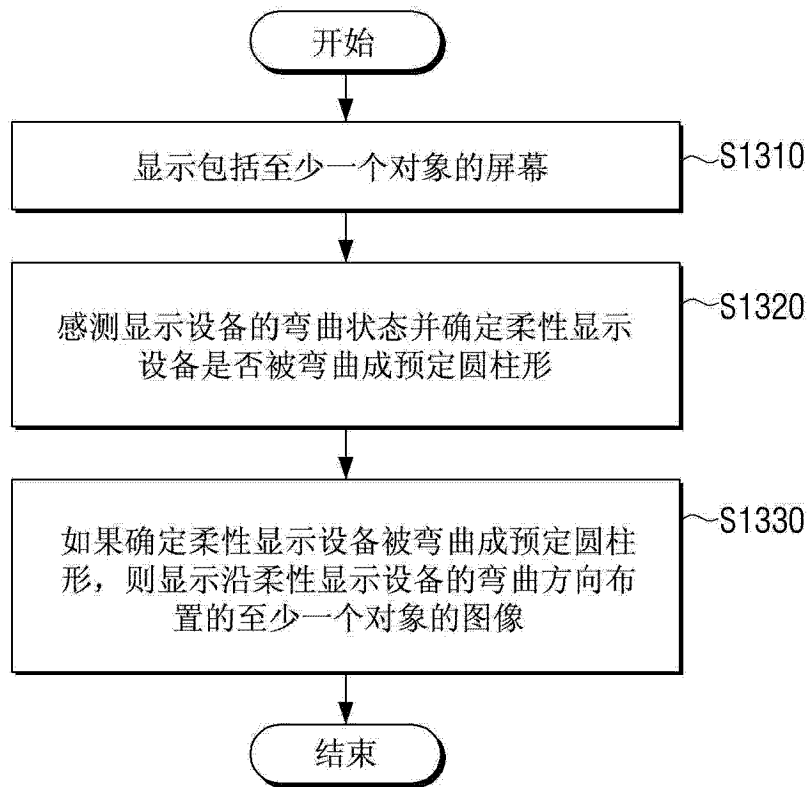 开始
显示包括至少一个对象的屏幕
S1310
感测显示设备的弯曲状态并确定柔性显示
设备是否被弯曲成预定圆柱形
S1320
如果确定柔性显示设备被弯曲成预定圆柱
形，则显示沿柔性显示设备的弯曲方向布
置的至少一个对象的图像
S1330
结束